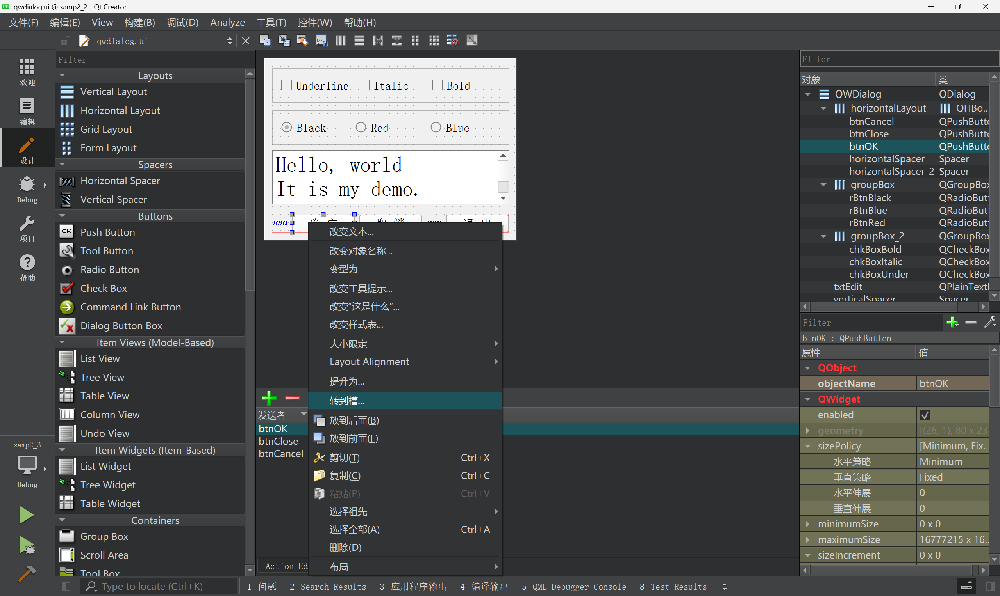 qwdialog.ui @ samp2_2 - Qt Creator
文件(F) 编辑(E) View 构建(B) 调试(D) Analyze 工具(T) 控件(W) 帮助(H)
qwdialog.ui
欢迎
编辑
设计
Debug
项目
帮助
samp2_3
Debug
Filter
Layouts
Vertical Layout
Horizontal Layout
Grid Layout
Form Layout
Spacers
Horizontal Spacer
Vertical Spacer
Buttons
Push Button
Tool Button
Radio Button
Check Box
Command Link Button
Dialog Button Box
Item Views (Model-Based)
List View
Tree View
Table View
Column View
Undo View
Item Widgets (Item-Based)
List Widget
Tree Widget
Table Widget
Containers
Group Box
Scroll Area
Tool Box
Underline Italic Bold
Black Red Blue
Hello, world
It is my demo.
确 定 取 消 退 出
改变文本...
改变对象名称...
变型为
改变工具提示...
改变“这是什么”...
改变样式表...
大小限定
Layout Alignment
提升为...
转到槽...
放到后面(B)
放到前面(F)
剪切(T) Ctrl+X
复制(C) Ctrl+C
粘贴(P) Ctrl+V
选择祖先
选择全部(A) Ctrl+A
删除(D)
布局
发送者
btnOK
btnClose
btnCancel
Action Ed
Filter
对象 类
QWDialog QDialog
horizontalLayout QHBo...
btnCancel QPushButt
btnClose QPushButt
btnOK QPushButt
horizontalSpacer Spacer
horizontalSpacer_2 Spacer
groupBox QGroupBox
rBtnBlack QRadioButt
rBtnBlue QRadioButt
rBtnRed QRadioButt
groupBox_2 QGroupBox
chkBoxBold QCheckBox
chkBoxItalic QCheckBox
chkBoxUnder QCheckBox
txtEdit QPlainTextE
verticalSpacer Spacer
Filter
btnOK : QPushButton
属性 值
QObject
objectName btnOK
QWidget
enabled
geometry [(26, 1), 80 x 23
sizePolicy [Minimum, Fix...
水平策略 Minimum
垂直策略 Fixed
水平伸展 0
垂直伸展 0
minimumSize 0 x 0
maximumSize 16777215 x 16...
sizeIncrement 0 x 0
Type to locate (Ctrl+K) 1 问题 2 Search Results 3 应用程序输出 4 编译输出 5 QML Debugger Console 8 Test Results